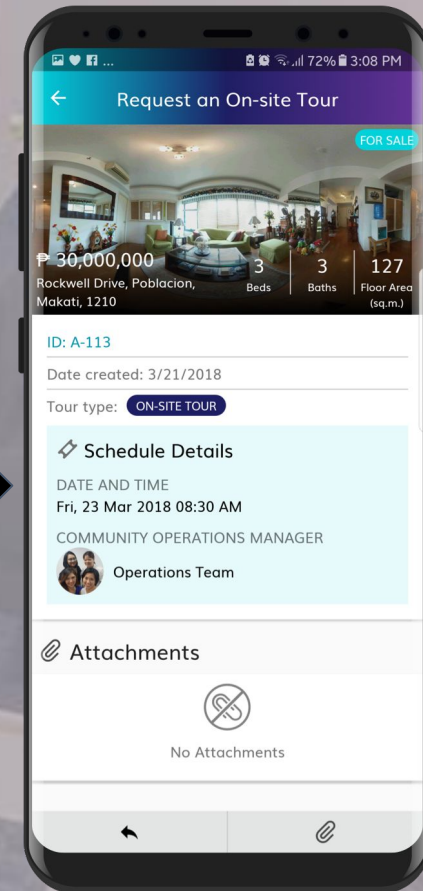 ... 72% 3:08 PM
Request an On-site Tour
FOR SALE
₱ 30,000,000
Rockwell Drive, Poblacion,
Makati, 1210
3
Beds
3
Baths
127
Floor Area
(sq.m.)
ID: A-113
Date created: 3/21/2018
Tour type: ON-SITE TOUR
Schedule Details
DATE AND TIME
Fri, 23 Mar 2018 08:30 AM
COMMUNITY OPERATIONS MANAGER
Operations Team
Attachments
No Attachments